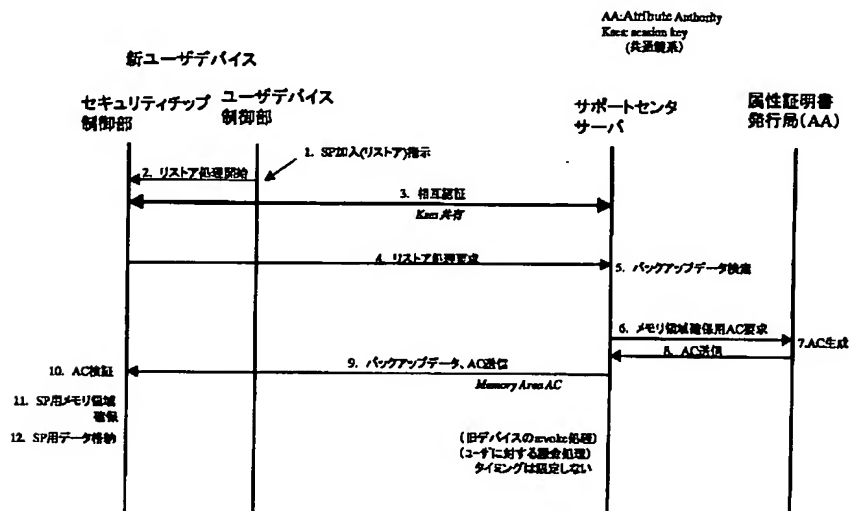 AA:Atribute Authority
Kses: session key
(共通鍵系)
新ユーザデバイス
セキュリティチップ
制御部
ユーザデバイス
制御部
サポートセンタ
サーバ
属性証明書
発行局(AA)
1. SP加入(リストア)指示
2. リストア処理開始
3. 相互認証
Kses 共有
4. リストア処理要求
5. バックアップデータ検査
6. メモリ領域確保用AC要求
7.AC生成
8. AC送信
9. バックアップデータ、AC送信
Memory Area AC
10. AC検証
11. SP用メモリ領域
確保
12. SP用データ格納
(旧デバイスのrevoke処理)
(ユーザに対する課金処理)
タイミングは限定しない